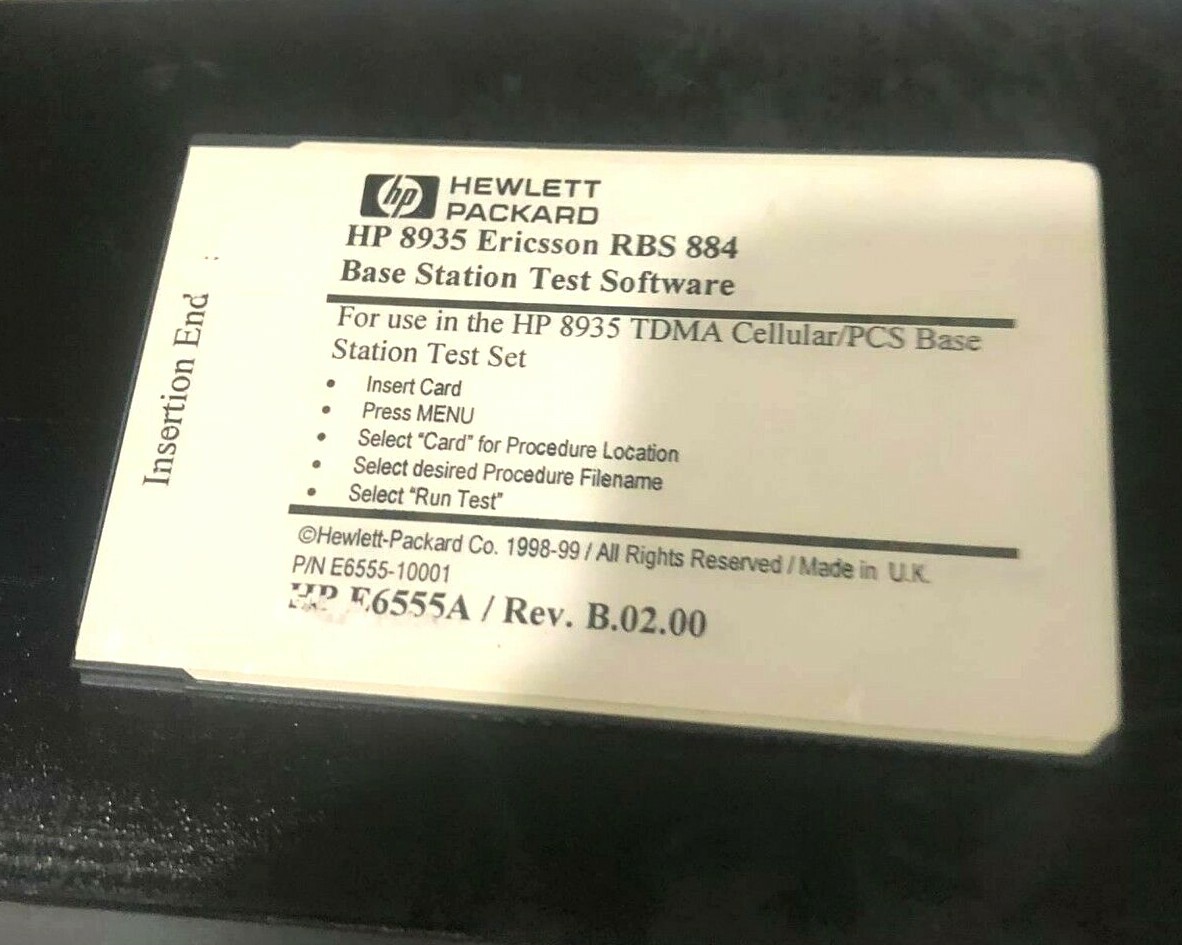 hp HEWLETT
PACKARD
HP 8935 Ericsson RBS 884
Base Station Test Software
For use in the HP 8935 TDMA Cellular/PCS Base
Station Test Set
• Insert Card
• Press MENU
• Select "Card" for Procedure Location
• Select desired Procedure Filename
• Select "Run Test"
©Hewlett-Packard Co. 1998-99 / All Rights Reserved / Made in U.K.
P/N E6555-10001
HP E6555A / Rev. B.02.00
Insertion End